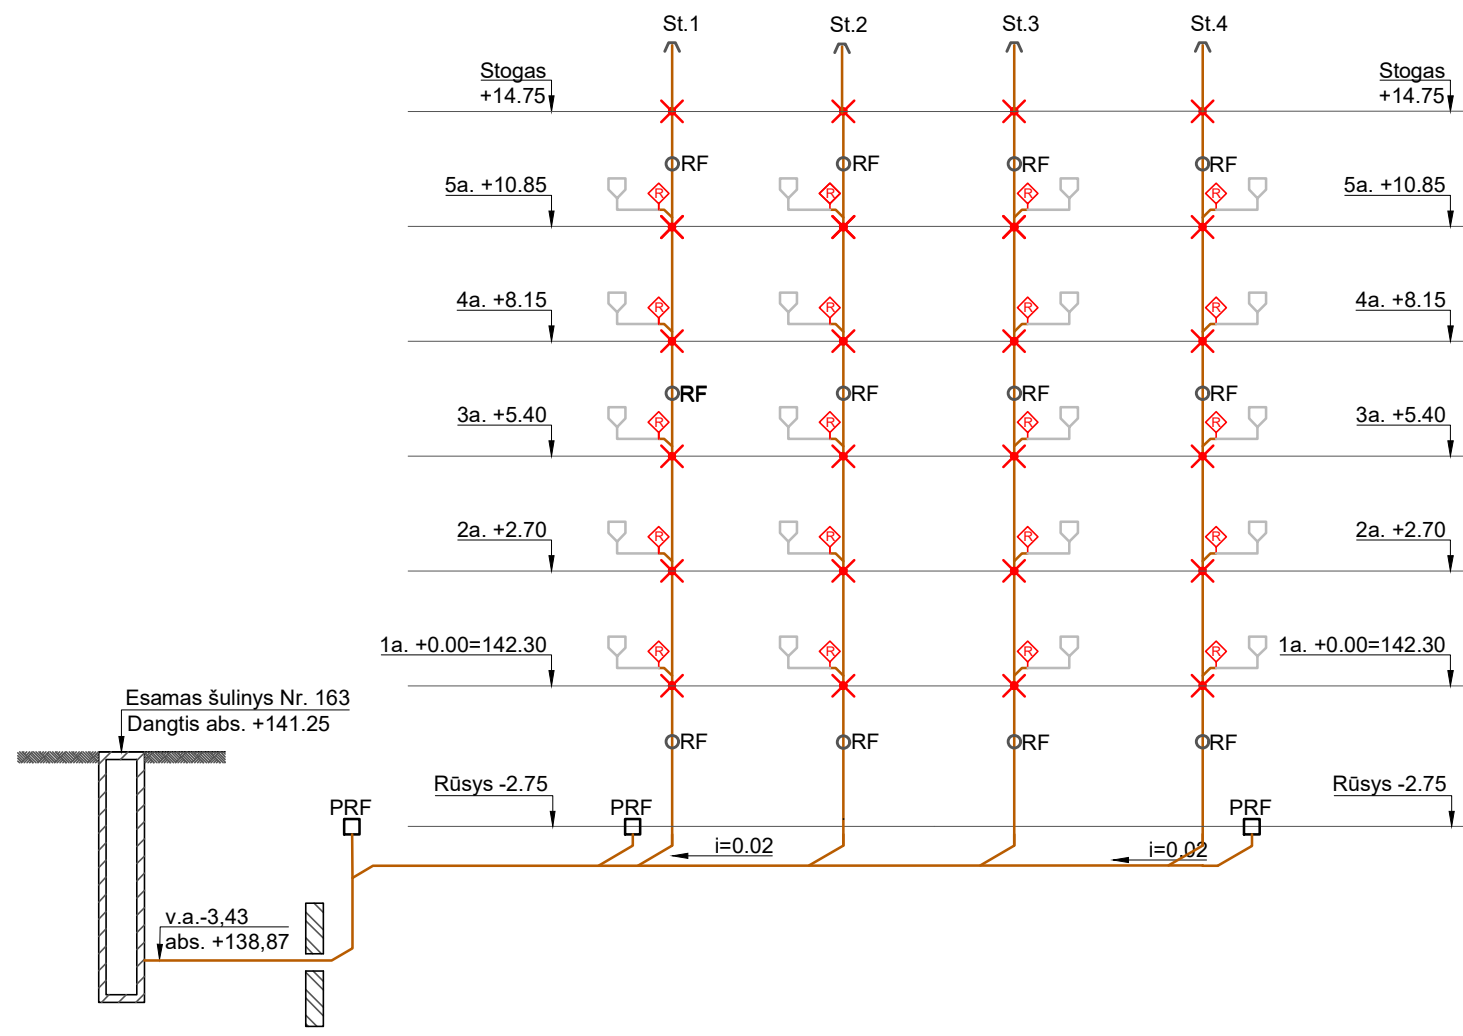 St.1
St.2
St.3
St.4
Stogas
+14.75
Stogas
+14.75
RF
RF
RF
RF
5a. +10.85
R
R
R
R
5a. +10.85
4a. +8.15
R
R
R
R
4a. +8.15
RF
RF
RF
RF
3a. +5.40
R
R
R
R
3a. +5.40
2a. +2.70
R
R
R
R
2a. +2.70
1a. +0.00=142.30
R
R
R
R
1a. +0.00=142.30
Esamas šulinys Nr. 163
Dangtis abs. +141.25
RF
RF
RF
RF
Rūsys -2.75
Rūsys -2.75
PRF
PRF
PRF
i=0.02
i=0.02
v.a.-3,43
abs. +138,87